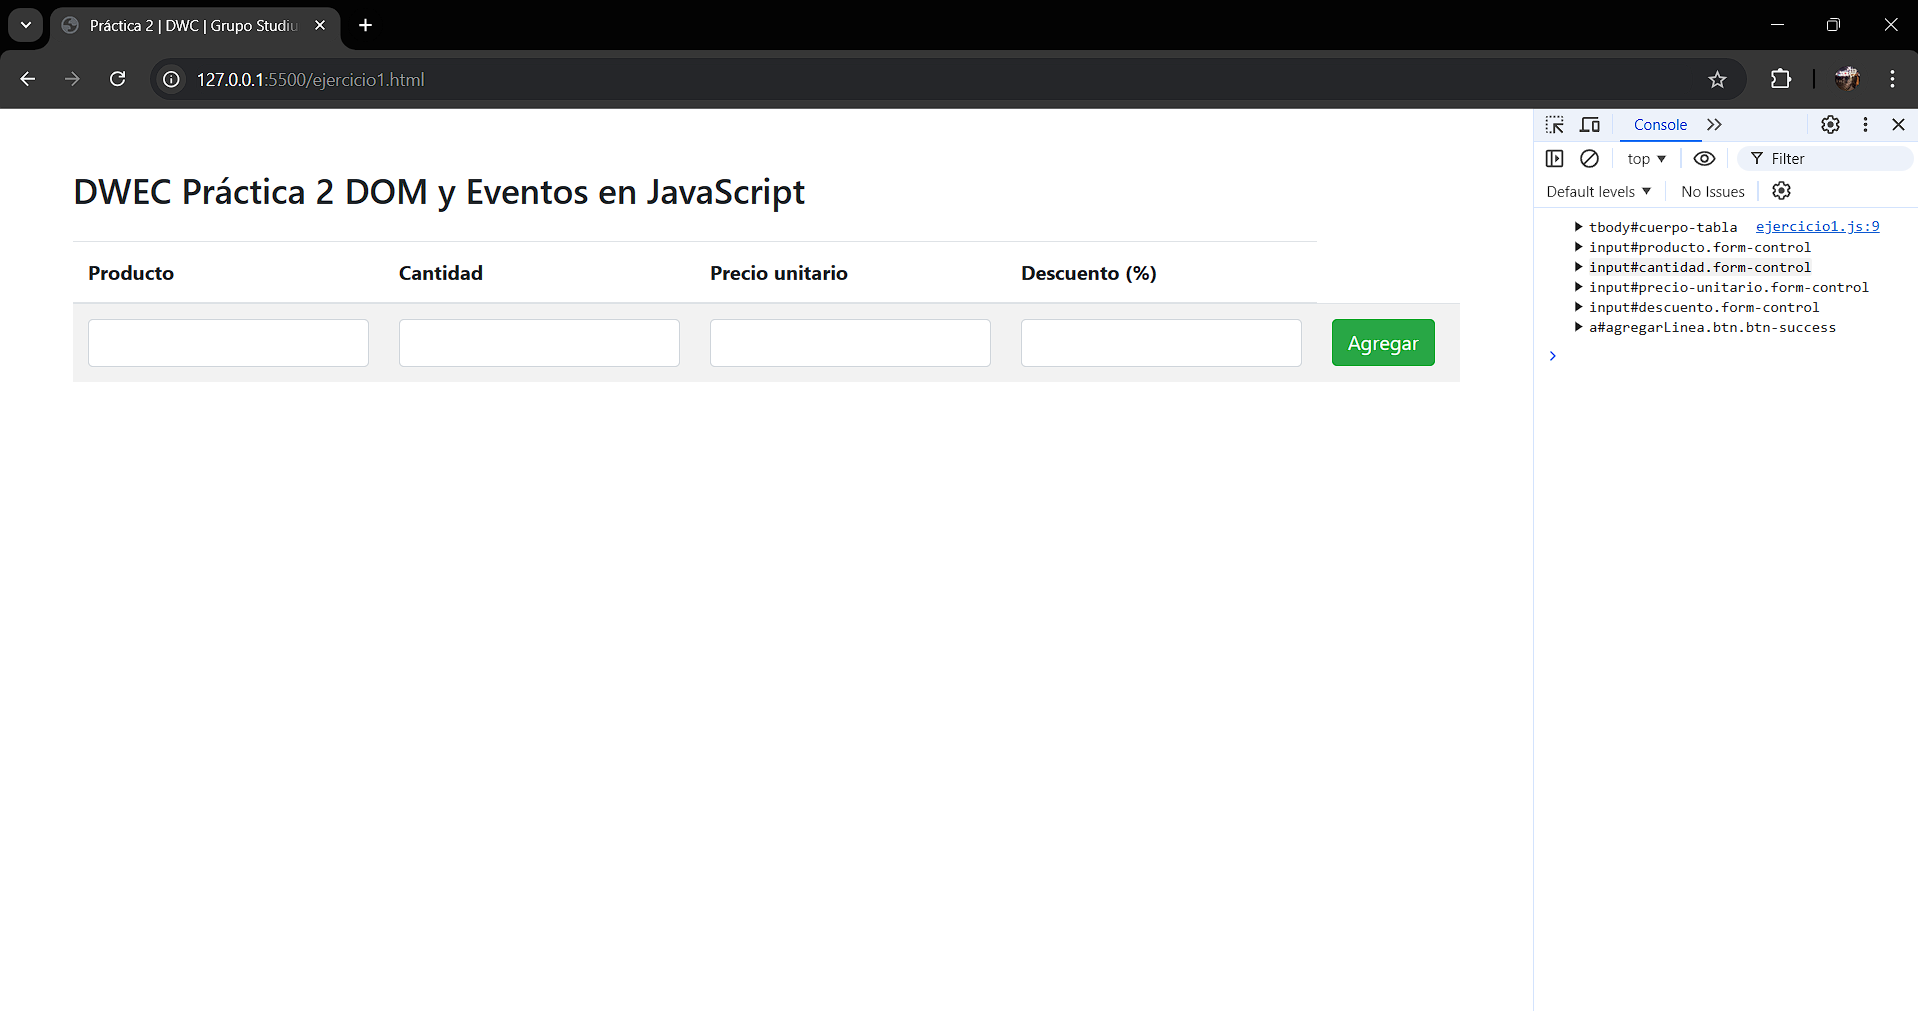 Práctica 2 | DWC | Grupo Studiu
127.0.0.1:5500/ejercicio1.html
Console
top
Filter
Default levels
No Issues
DWEC Práctica 2 DOM y Eventos en JavaScript
Producto Cantidad Precio unitario Descuento (%)
Agregar
tbody#cuerpo-tabla ejercicio1.js:9
input#producto.form-control
input#cantidad.form-control
input#precio-unitario.form-control
input#descuento.form-control
a#agregarLinea.btn.btn-success